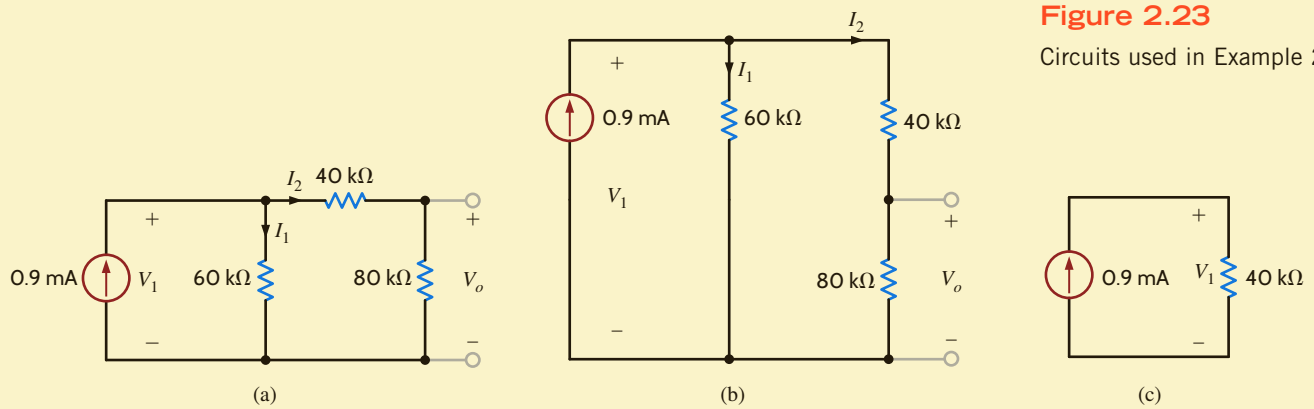 Figure 2.23
Circuits used in Example 2
I₂ 40 kΩ
+ I₁ +
0.9 mA V₁ 60 kΩ 80 kΩ Vₒ
− −
(a)
I₂
+ I₁
0.9 mA 60 kΩ 40 kΩ
V₁ +
80 kΩ Vₒ
− −
(b)
+
0.9 mA V₁ 40 kΩ
−
(c)